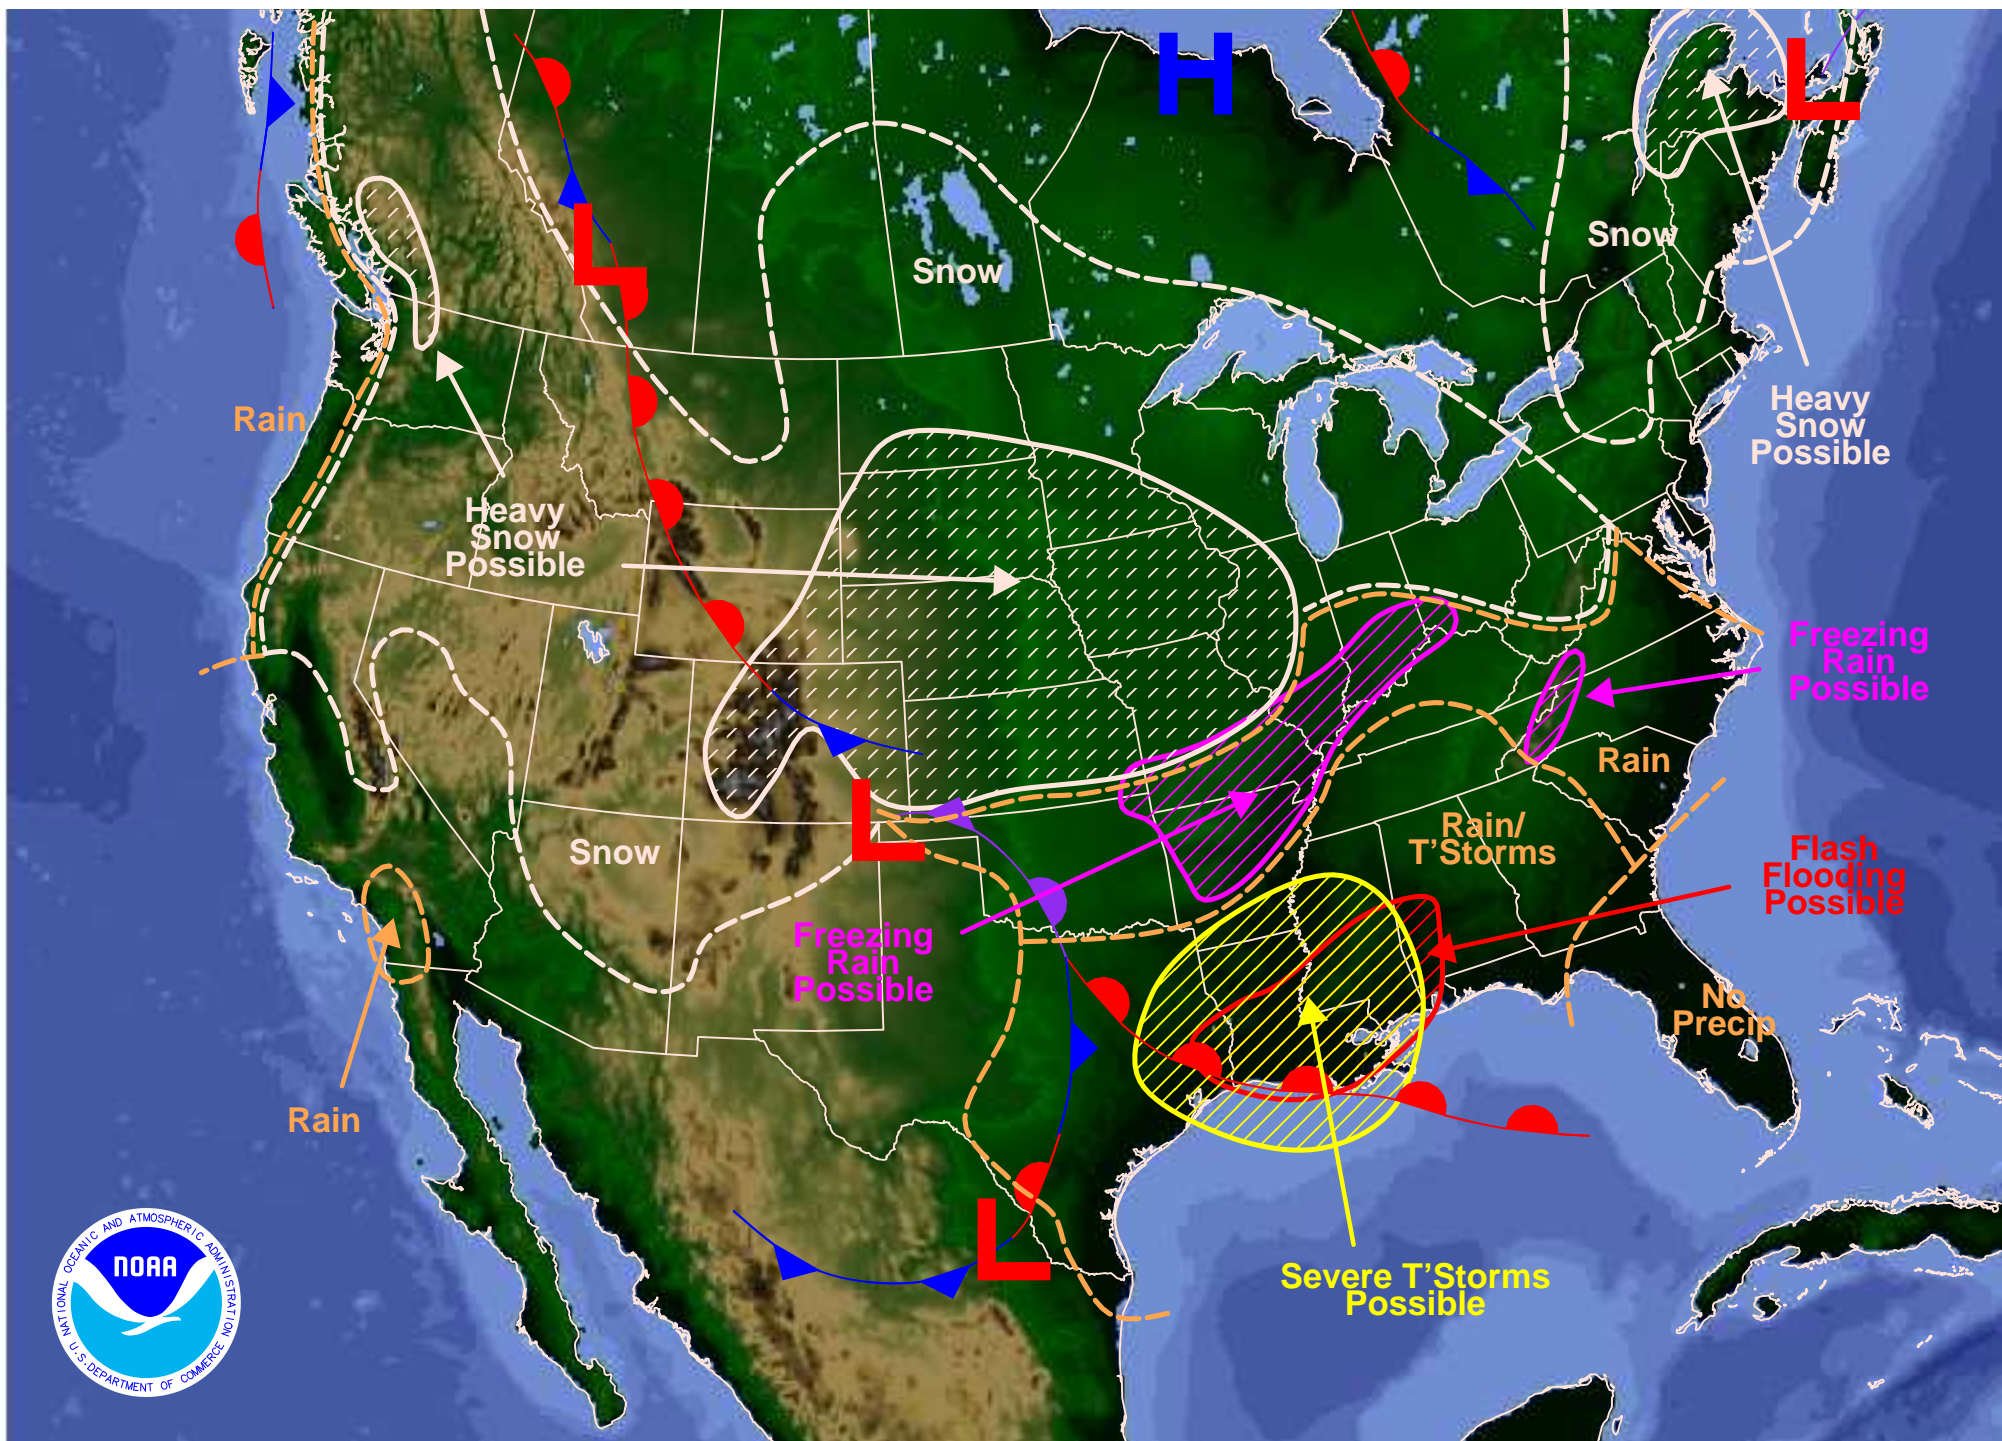 H
L
Snow
L
Snow
Heavy
Snow
Possible
Rain
Heavy
Snow
Possible
Freezing
Rain
Possible
Rain
L
Rain/
T'Storms
Snow
Flash
Flooding
Possible
Freezing
Rain
Possible
No
Precip
Rain
L
Severe T'Storms
Possible
NATIONAL OCEANIC AND ATMOSPHERIC ADMINISTRATION
NOAA
U.S. DEPARTMENT OF COMMERCE